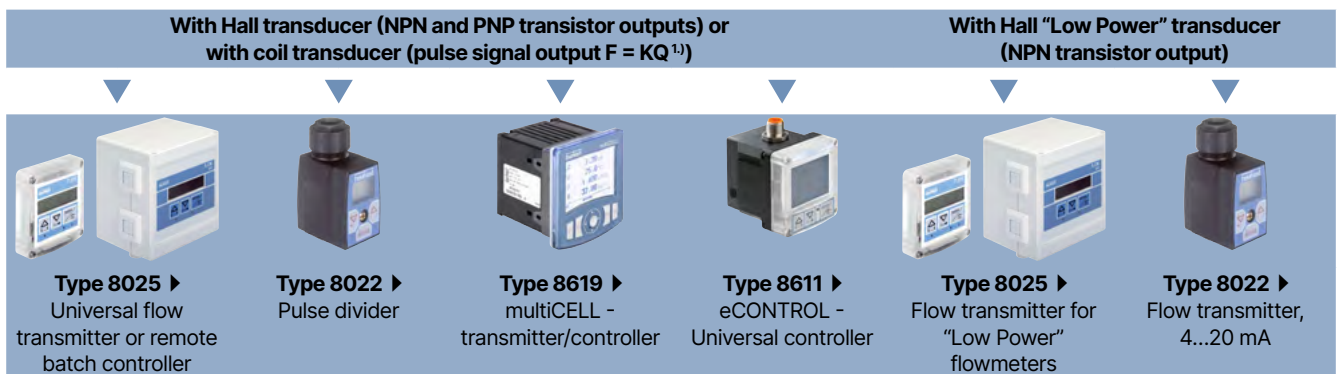 With Hall transducer (NPN and PNP transistor outputs) or
with coil transducer (pulse signal output F = KQ 1.))
With Hall “Low Power” transducer
(NPN transistor output)
Type 8025
Universal flow
transmitter or remote
batch controller
Type 8022
Pulse divider
Type 8619
multiCELL -
transmitter/controller
Type 8611
eCONTROL -
Universal controller
Type 8025
Flow transmitter for
“Low Power”
flowmeters
Type 8022
Flow transmitter,
4...20 mA